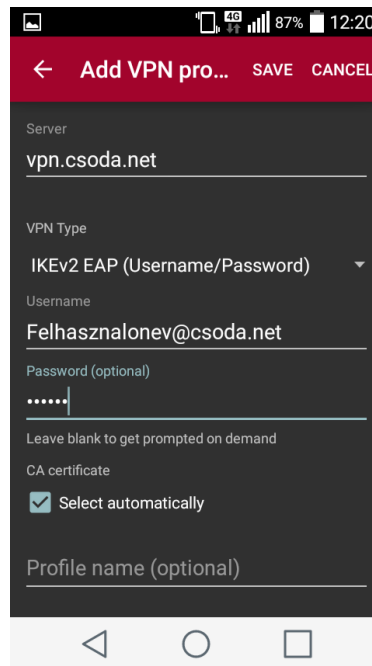 4G 87% 12:20
Add VPN pro... SAVE CANCEL
Server
vpn.csoda.net
VPN Type
IKEv2 EAP (Username/Password)
Username
Felhasznalonev@csoda.net
Password (optional)
••••••
Leave blank to get prompted on demand
CA certificate
Select automatically
Profile name (optional)